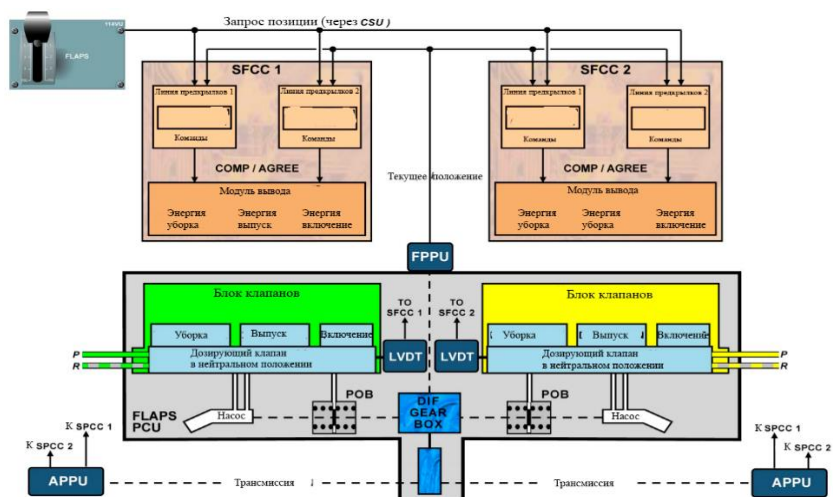 114VU
Запрос позиции (через CSU )
FLAPS
SFCC 1
SFCC 2
Линия предкрылков 1
Линия предкрылков 2
Линия предкрылков 1
Линия предкрылков 2
Команды
Команды
Команды
Команды
COMP / AGREE
COMP / AGREE
Текущее положение
Модуль вывода
Модуль вывода
Энергия
уборка
Энергия
выпуск
Энергия
включение
Энергия
уборка
Энергия
уборка
Энергия
включение
FPPU
Блок клапанов
Блок клапанов
TO
SFCC 1
TO
SFCC 2
Уборка
Выпуск
Включение
Уборка
Выпуск
Включение
P
R
Дозирующий клапан
в нейтральном положении
LVDT
LVDT
Дозирующий клапан
в нейтральном положении
P
R
POB
POB
DIF
GEAR
BOX
FLAPS
PCU
Насос
Насос
К SPCC 1
К SPCC 2
К SPCC 1
К SPCC 2
APPU
Трансмиссия
Трансмиссия
APPU